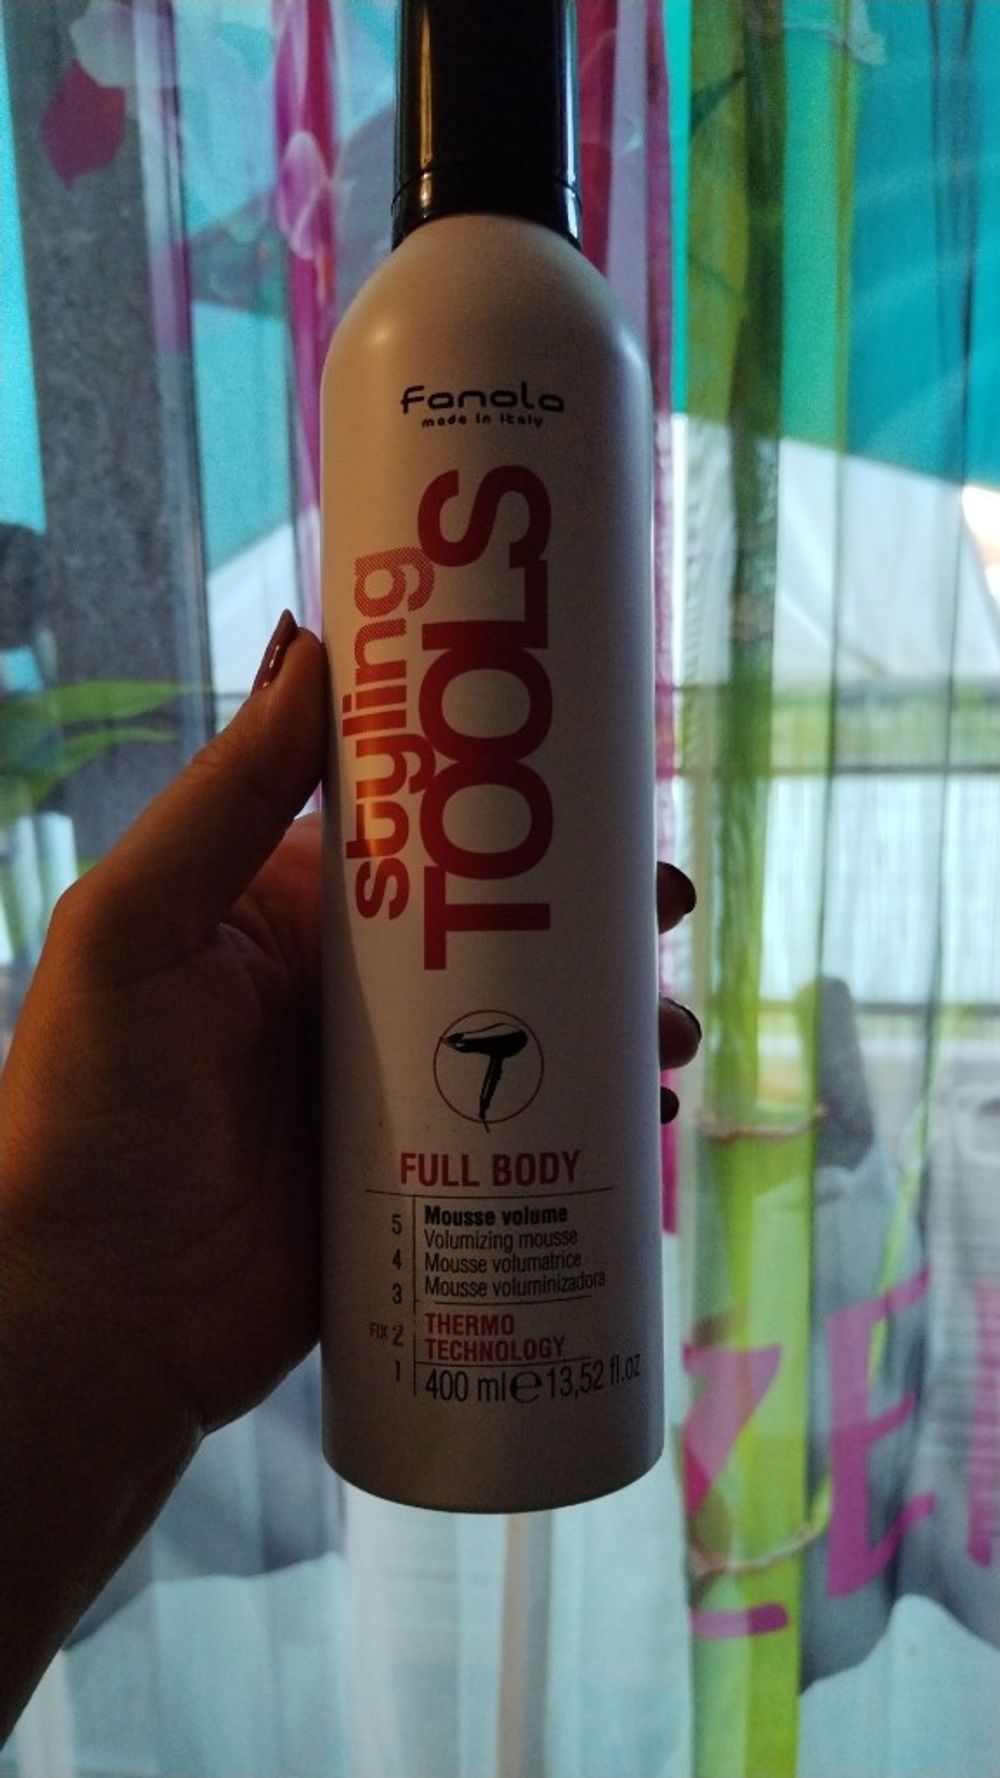 fanola
made in italy
styling
TOOLS
FULL BODY
5
Mousse volume
Volumizing mousse
4
Mousse volumatrice
3
Mousse voluminizadora
FIX 2
THERMO
TECHNOLOGY
1
400 ml e 13,52 fl.oz
ZEN